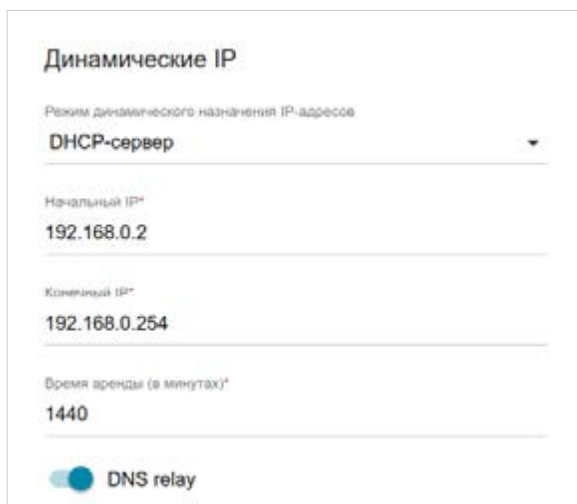 Динамические IP
Режим динамического назначения IP-адресов
DHCP-сервер
Начальный IP*
192.168.0.2
Конечный IP*
192.168.0.254
Время аренды (в минутах)*
1440
DNS relay